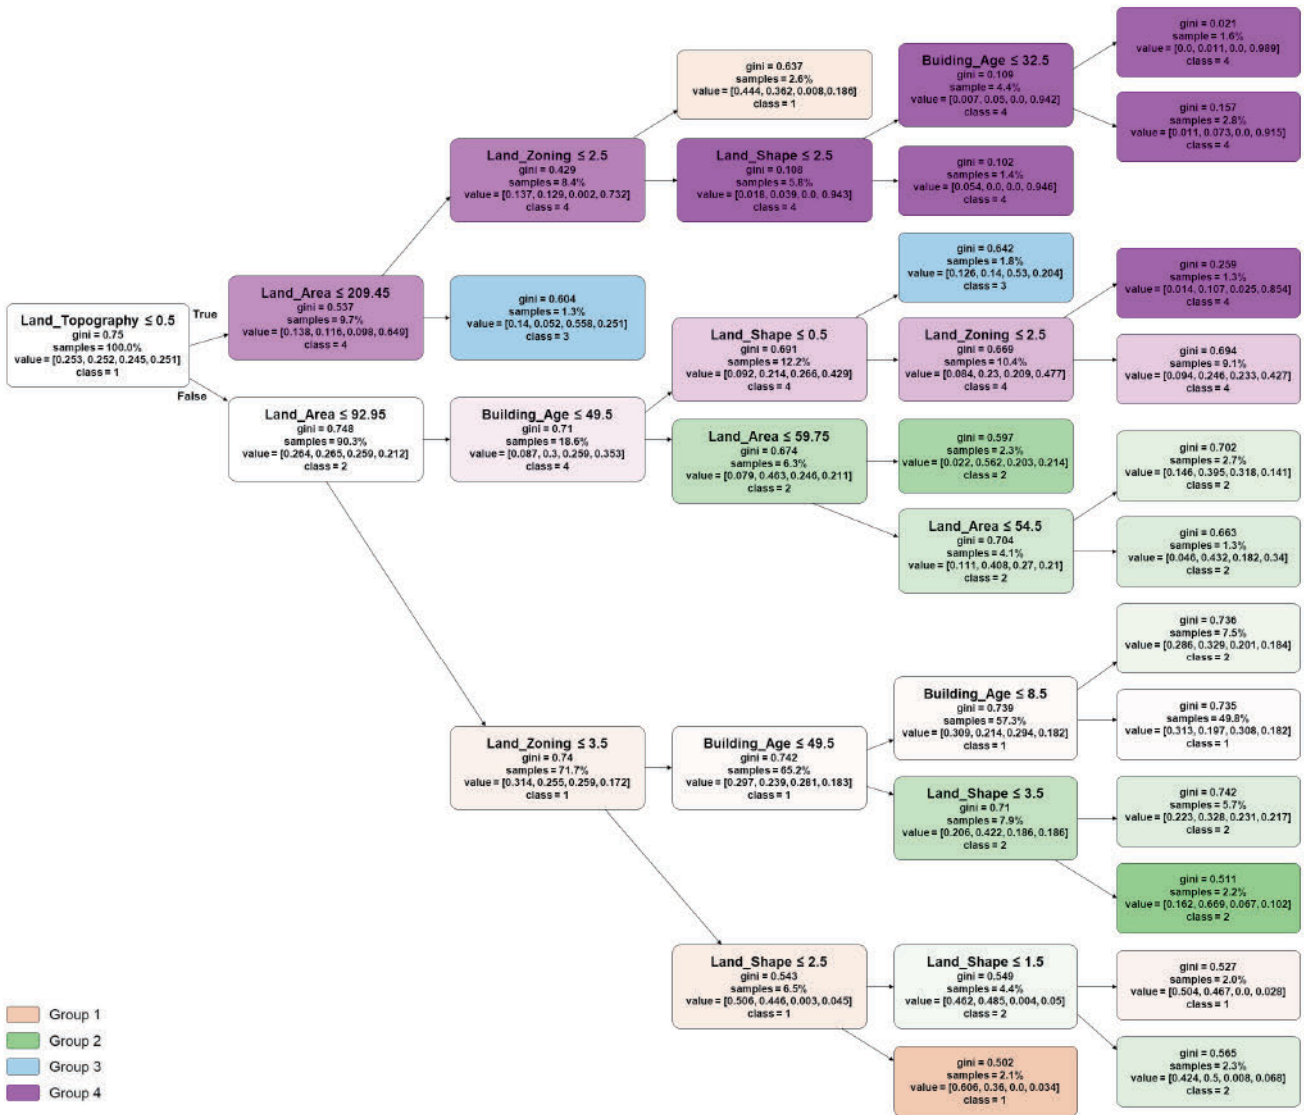 gini = 0.021
sample = 1.6%
value = [0.0, 0.011, 0.0, 0.989]
class = 4
gini = 0.637
samples = 2.6%
value = [0.444, 0.362, 0.008,0.186]
class = 1
Buiding_Age ≤ 32.5
gini = 0.109
sample = 4.4%
value = [0.007, 0.05, 0.0, 0.942]
class = 4
gini = 0.157
samples = 2.8%
value = [0.011, 0.073, 0.0, 0.915]
class = 4
Land_Zoning ≤ 2.5
gini = 0.429
samples = 8.4%
value = [0.137, 0.129, 0.002, 0.732]
class = 4
Land_Shape ≤ 2.5
gini = 0.108
samples = 5.8%
value = [0.018, 0.039, 0.0, 0.943]
class = 4
gini = 0.102
samples = 1.4%
value = [0.054, 0.0, 0.0, 0.946]
class = 4
gini = 0.642
samples = 1.8%
value = [0.126, 0.14, 0.53, 0.204]
class = 3
gini = 0.259
samples = 1.3%
value = [0.014, 0.107, 0.025, 0.854]
class = 4
Land_Topography ≤ 0.5
gini = 0.75
samples = 100.0%
value = [0.253, 0.252, 0.245, 0.251]
class = 1
True
False
Land_Area ≤ 209.45
gini = 0.537
samples = 9.7%
value = [0.138, 0.116, 0.098, 0.649]
class = 4
gini = 0.604
samples = 1.3%
value = [0.14, 0.052, 0.558, 0.251]
class = 3
Land_Shape ≤ 0.5
gini = 0.691
samples = 12.2%
value = [0.092, 0.214, 0.266, 0.429]
class = 4
Land_Zoning ≤ 2.5
gini = 0.669
samples = 10.4%
value = [0.084, 0.23, 0.209, 0.477]
class = 4
gini = 0.694
samples = 9.1%
value = [0.094, 0.246, 0.233, 0.427]
class = 4
Land_Area ≤ 92.95
gini = 0.748
samples = 90.3%
value = [0.264, 0.265, 0.259, 0.212]
class = 2
Building_Age ≤ 49.5
gini = 0.71
samples = 18.6%
value = [0.087, 0.3, 0.259, 0.353]
class = 4
Land_Area ≤ 59.75
gini = 0.674
samples = 6.3%
value = [0.079, 0.463, 0.246, 0.211]
class = 2
gini = 0.597
samples = 2.3%
value = [0.022, 0.562, 0.203, 0.214]
class = 2
gini = 0.702
samples = 2.7%
value = [0.146, 0.395, 0.318, 0.141]
class = 2
Land_Area ≤ 54.5
gini = 0.704
samples = 4.1%
value = [0.111, 0.408, 0.27, 0.21]
class = 2
gini = 0.663
samples = 1.3%
value = [0.046, 0.432, 0.182, 0.34]
class = 2
gini = 0.736
samples = 7.5%
value = [0.286, 0.329, 0.201, 0.184]
class = 2
Land_Zoning ≤ 3.5
gini = 0.74
samples = 71.7%
value = [0.314, 0.255, 0.259, 0.172]
class = 1
Building_Age ≤ 49.5
gini = 0.742
samples = 65.2%
value = [0.297, 0.239, 0.281, 0.183]
class = 1
Building_Age ≤ 8.5
gini = 0.739
samples = 57.3%
value = [0.309, 0.214, 0.294, 0.182]
class = 1
gini = 0.735
samples = 49.8%
value = [0.313, 0.197, 0.308, 0.182]
class = 1
Land_Shape ≤ 3.5
gini = 0.71
samples = 7.9%
value = [0.206, 0.422, 0.186, 0.186]
class = 2
gini = 0.742
samples = 5.7%
value = [0.223, 0.328, 0.231, 0.217]
class = 2
gini = 0.511
samples = 2.2%
value = [0.162, 0.669, 0.067, 0.102]
class = 2
Land_Shape ≤ 2.5
gini = 0.543
samples = 6.5%
value = [0.506, 0.446, 0.003, 0.045]
class = 1
Land_Shape ≤ 1.5
gini = 0.549
samples = 4.4%
value = [0.462, 0.485, 0.004, 0.05]
class = 2
gini = 0.527
samples = 2.0%
value = [0.504, 0.467, 0.0, 0.028]
class = 1
gini = 0.502
samples = 2.1%
value = [0.606, 0.36, 0.0, 0.034]
class = 1
gini = 0.565
samples = 2.3%
value = [0.424, 0.5, 0.008, 0.068]
class = 2
Group 1
Group 2
Group 3
Group 4